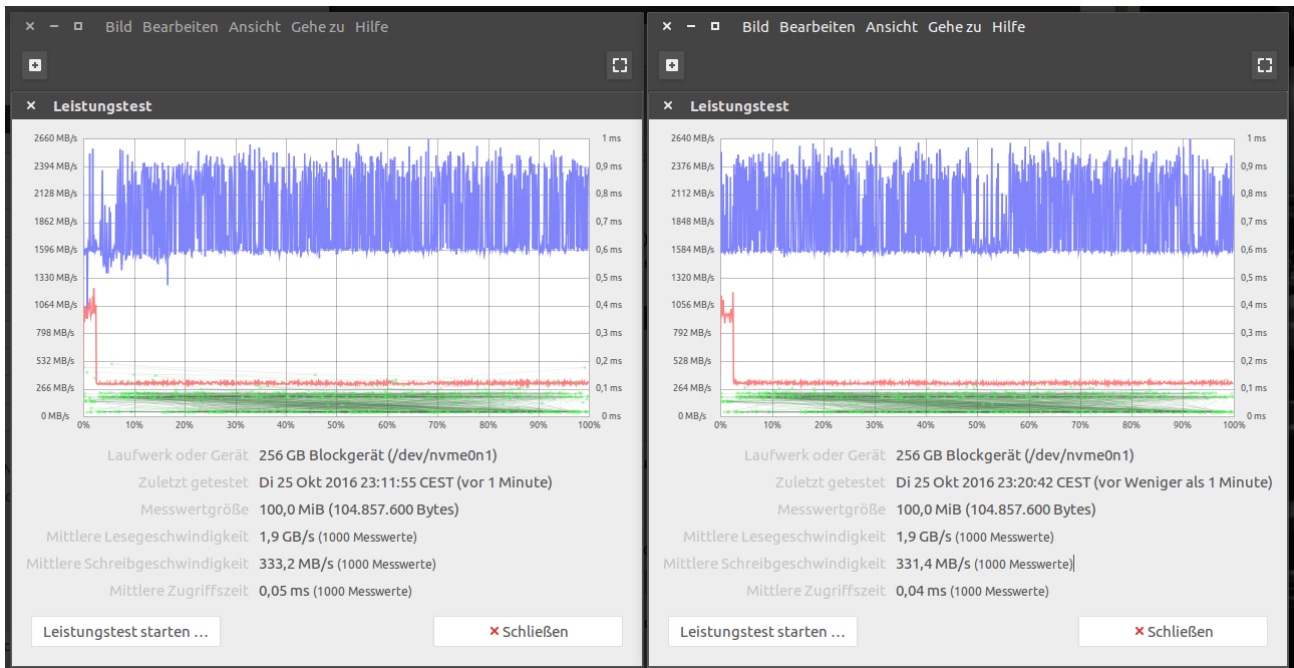 Bild Bearbeiten Ansicht Gehe zu Hilfe
Leistungstest
2660 MB/s
2394 MB/s
2128 MB/s
1862 MB/s
1596 MB/s
1330 MB/s
1064 MB/s
798 MB/s
532 MB/s
266 MB/s
0 MB/s
1 ms
0,9 ms
0,8 ms
0,7 ms
0,6 ms
0,5 ms
0,4 ms
0,3 ms
0,2 ms
0,1 ms
0 ms
0% 10% 20% 30% 40% 50% 60% 70% 80% 90% 100%
Laufwerk oder Gerät 256 GB Blockgerät (/dev/nvme0n1)
Zuletzt getestet Di 25 Okt 2016 23:11:55 CEST (vor 1 Minute)
Messwertgröße 100,0 MiB (104.857.600 Bytes)
Mittlere Lesegeschwindigkeit 1,9 GB/s (1000 Messwerte)
Mittlere Schreibgeschwindigkeit 333,2 MB/s (1000 Messwerte)
Mittlere Zugriffszeit 0,05 ms (1000 Messwerte)
Leistungstest starten ...
Schließen
Bild Bearbeiten Ansicht Gehe zu Hilfe
Leistungstest
2640 MB/s
2376 MB/s
2112 MB/s
1848 MB/s
1584 MB/s
1320 MB/s
1056 MB/s
792 MB/s
528 MB/s
264 MB/s
0 MB/s
1 ms
0,9 ms
0,8 ms
0,7 ms
0,6 ms
0,5 ms
0,4 ms
0,3 ms
0,2 ms
0,1 ms
0 ms
0% 10% 20% 30% 40% 50% 60% 70% 80% 90% 100%
Laufwerk oder Gerät 256 GB Blockgerät (/dev/nvme0n1)
Zuletzt getestet Di 25 Okt 2016 23:20:42 CEST (vor Weniger als 1 Minute)
Messwertgröße 100,0 MiB (104.857.600 Bytes)
Mittlere Lesegeschwindigkeit 1,9 GB/s (1000 Messwerte)
Mittlere Schreibgeschwindigkeit 331,4 MB/s (1000 Messwerte)
Mittlere Zugriffszeit 0,04 ms (1000 Messwerte)
Leistungstest starten ...
Schließen